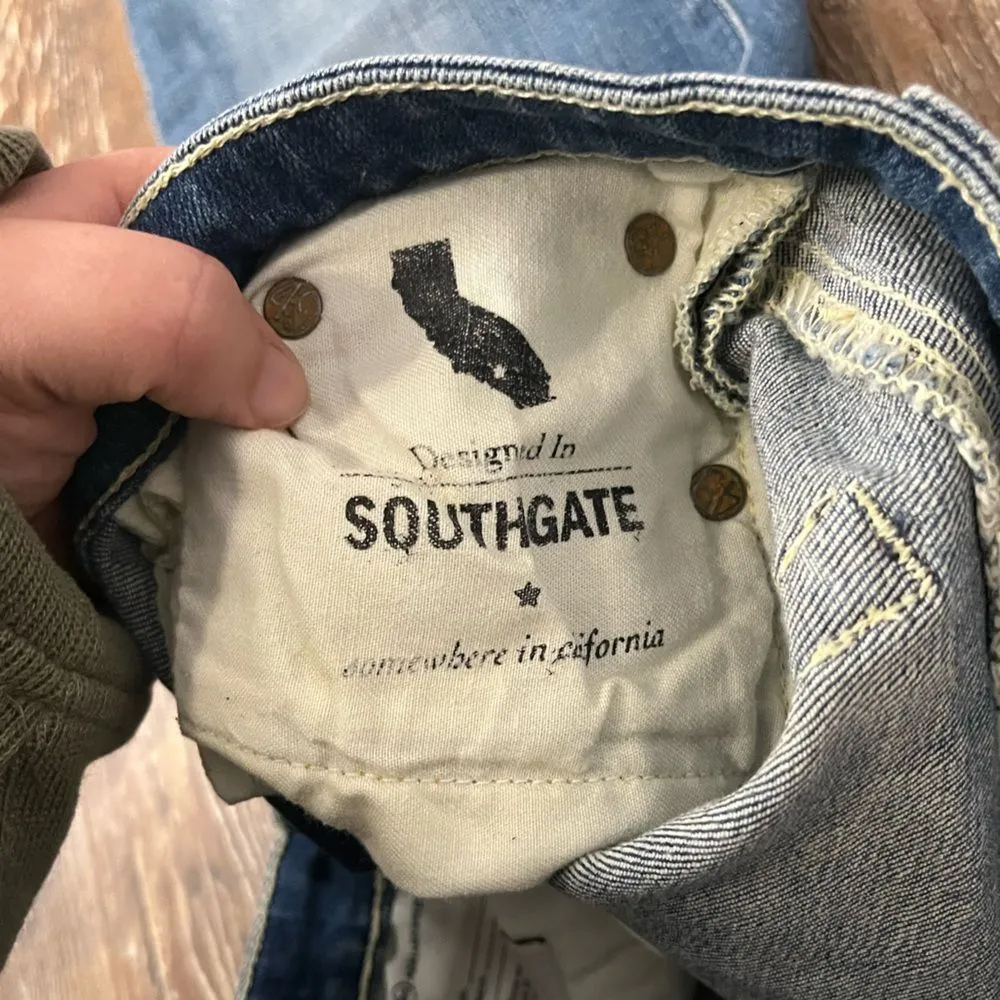 Designed In
SOUTHGATE
somewhere in california